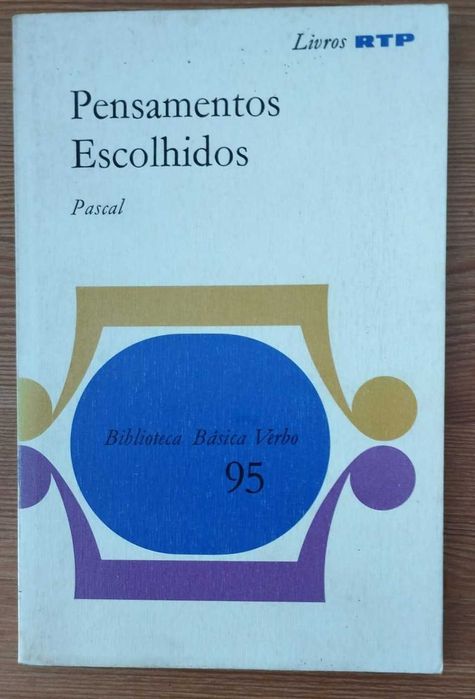 Livros RTP
Pensamentos
Escolhidos
Pascal
Biblioteca Básica Verbo
95